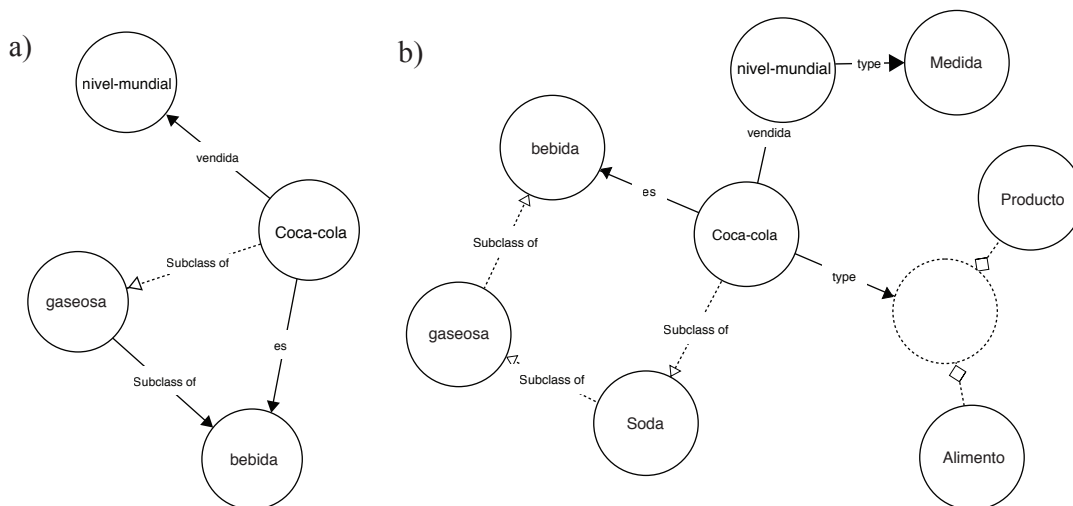 a)
nivel-mundial
vendida
Coca-cola
Subclass of
gaseosa
es
Subclass of
bebida
b)
nivel-mundial
type
Medida
vendida
bebida
es
Producto
Subclass of
Coca-cola
type
gaseosa
Subclass of
Subclass of
Soda
Alimento